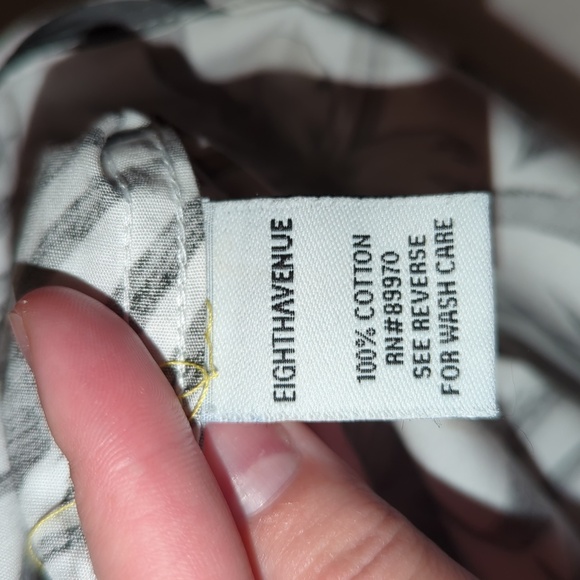 EIGHTHAVENUE
100% COTTON
RN#89970
SEE REVERSE
FOR WASH CARE